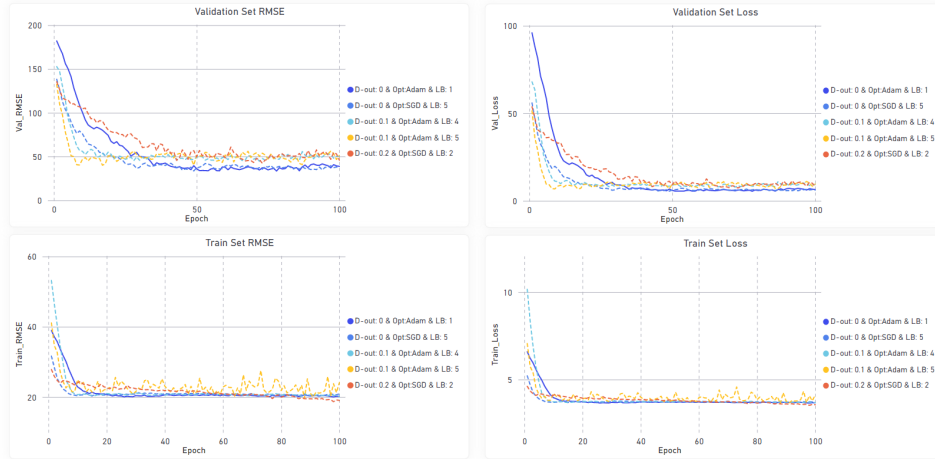 Validation Set RMSE
200
150
100
50
0
Val_RMSE
0
50
100
Epoch
D-out: 0 & Opt:Adam & LB: 1
D-out: 0 & Opt:SGD & LB: 5
D-out: 0.1 & Opt:Adam & LB: 4
D-out: 0.1 & Opt:Adam & LB: 5
D-out: 0.2 & Opt:SGD & LB: 2
Validation Set Loss
100
50
0
Val_Loss
0
50
100
Epoch
D-out: 0 & Opt:Adam & LB: 1
D-out: 0 & Opt:SGD & LB: 5
D-out: 0.1 & Opt:Adam & LB: 4
D-out: 0.1 & Opt:Adam & LB: 5
D-out: 0.2 & Opt:SGD & LB: 2
Train Set RMSE
60
40
20
Train_RMSE
0
20
40
60
80
100
Epoch
D-out: 0 & Opt:Adam & LB: 1
D-out: 0 & Opt:SGD & LB: 5
D-out: 0.1 & Opt:Adam & LB: 4
D-out: 0.1 & Opt:Adam & LB: 5
D-out: 0.2 & Opt:SGD & LB: 2
Train Set Loss
10
5
Train_Loss
0
20
40
60
80
100
Epoch
D-out: 0 & Opt:Adam & LB: 1
D-out: 0 & Opt:SGD & LB: 5
D-out: 0.1 & Opt:Adam & LB: 4
D-out: 0.1 & Opt:Adam & LB: 5
D-out: 0.2 & Opt:SGD & LB: 2